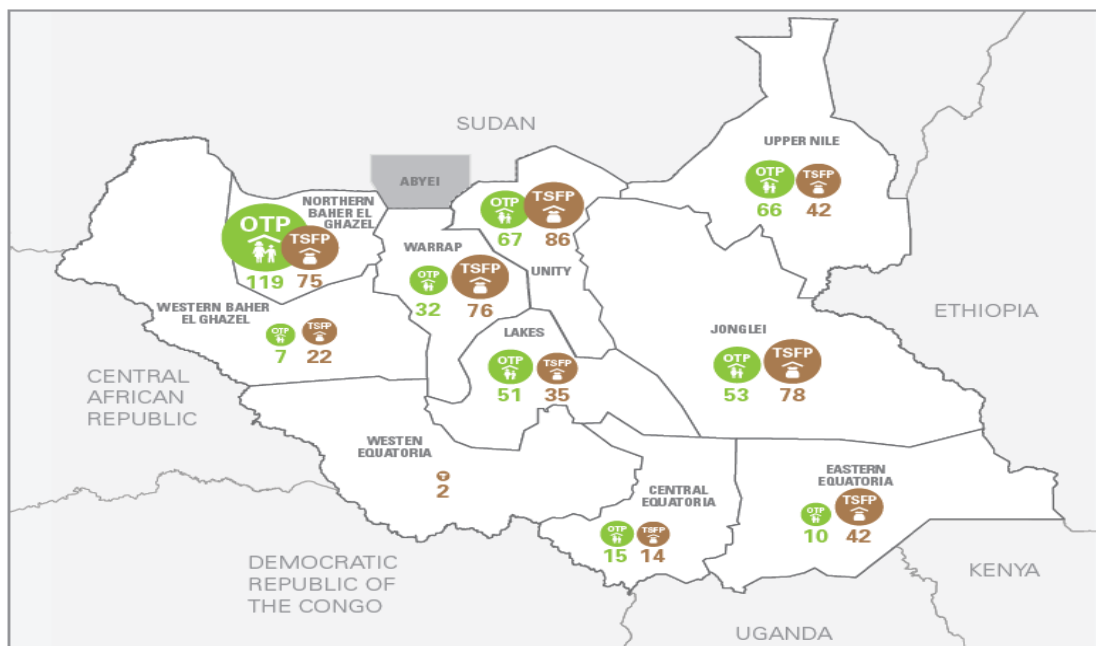 SUDAN
UPPER NILE
OTP
TSFP
66
42
ABYEI
NORTHERN
BAHER EL
GHAZEL
OTP
TSFP
119
75
OTP
TSFP
67
86
UNITY
WARRAP
OTP
TSFP
32
76
WESTERN BAHER
EL GHAZEL
OTP
TSFP
7
22
ETHIOPIA
JONGLEI
OTP
TSFP
53
78
LAKES
OTP
TSFP
51
35
CENTRAL
AFRICAN
REPUBLIC
WESTEN
EQUATORIA
2
CENTRAL
EQUATORIA
OTP
TSFP
15
14
EASTERN
EQUATORIA
OTP
TSFP
10
42
DEMOCRATIC
REPUBLIC OF
THE CONGO
KENYA
UGANDA